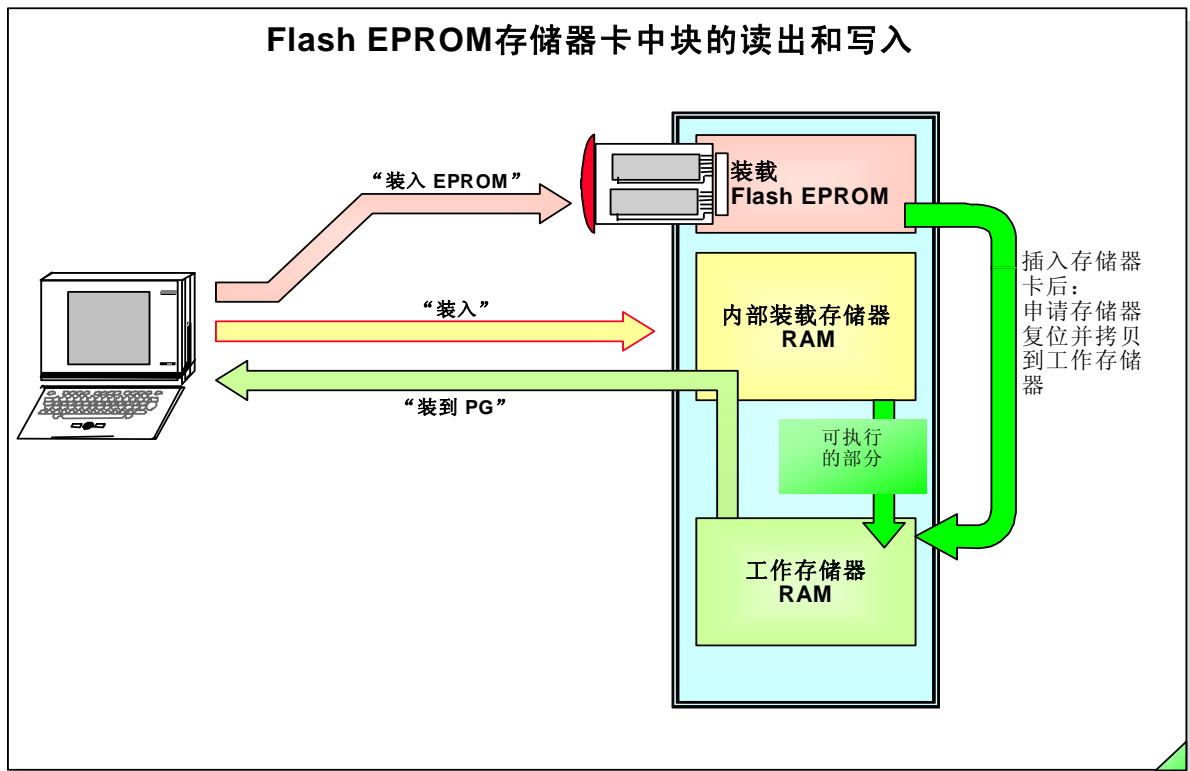 Flash EPROM存储器卡中块的读出和写入
“装入 EPROM”
装载
Flash EPROM
插入存储器
卡后：
申请存储器
复位并拷贝
到工作存储
器
“装入”
内部装载存储器
RAM
“装到 PG”
可执行
的部分
工作存储器
RAM